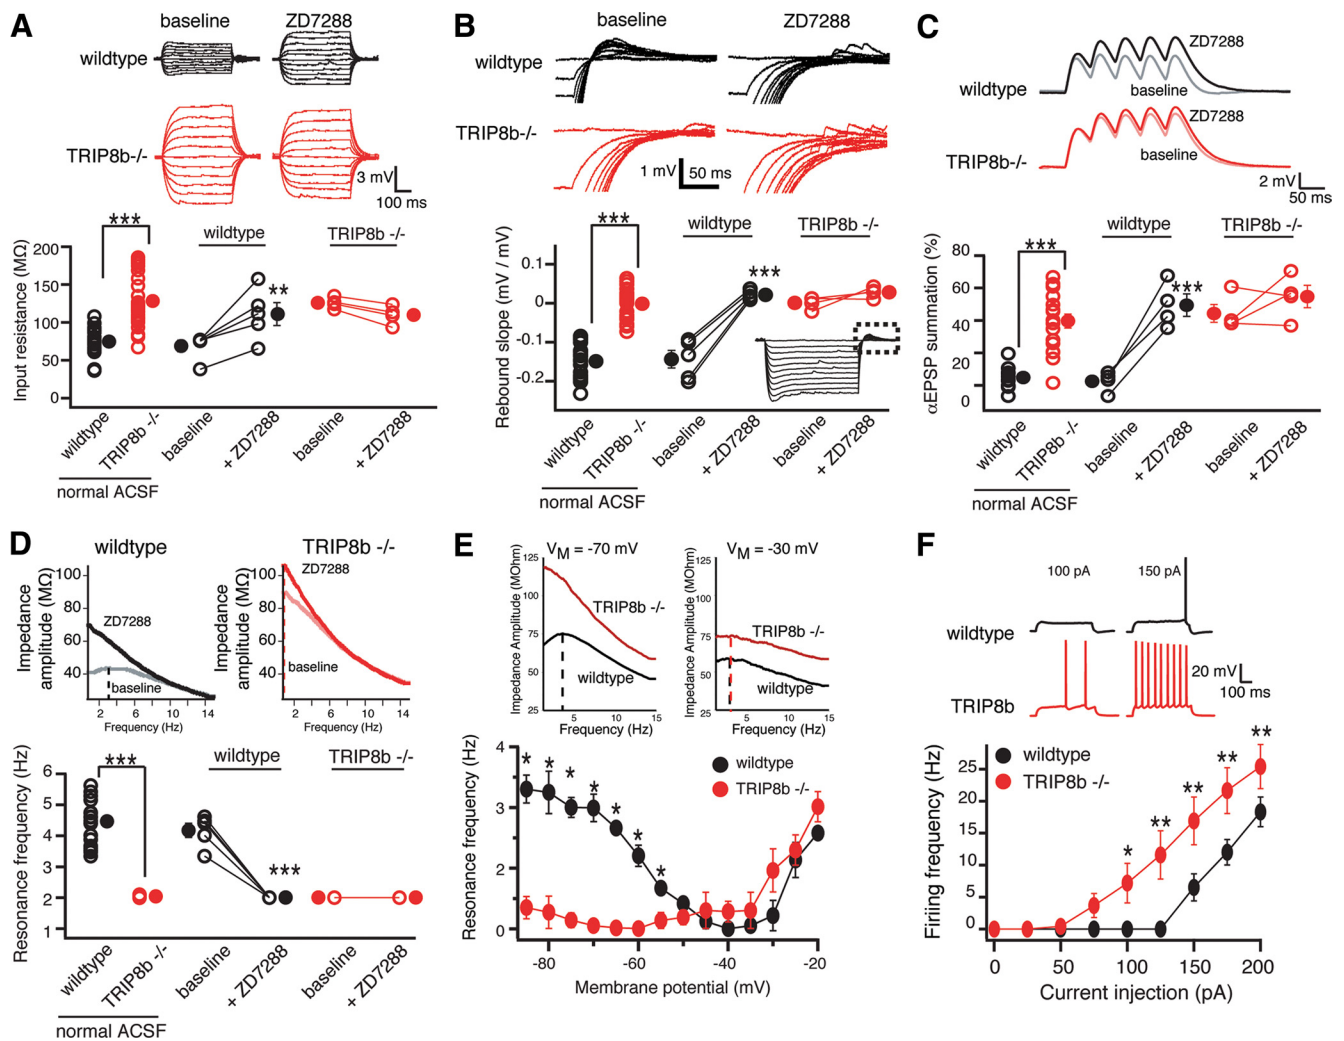 A
baseline
ZD7288
wildtype
TRIP8b-/-
3 mV
100 ms
***
wildtype
TRIP8b -/-
**
Input resistance (MΩ)
200
150
100
50
0
wildtype
TRIP8b -/-
baseline
+ ZD7288
baseline
+ ZD7288
normal ACSF
B
baseline
ZD7288
wildtype
TRIP8b-/-
1 mV
50 ms
***
wildtype
TRIP8b -/-
***
Rebound slope (mV / mV)
0.1
0
-0.1
-0.2
wildtype
TRIP8b -/-
baseline
+ ZD7288
baseline
+ ZD7288
normal ACSF
C
ZD7288
wildtype
baseline
ZD7288
TRIP8b-/-
baseline
2 mV
50 ms
wildtype
TRIP8b -/-
***
***
αEPSP summation (%)
80
60
40
20
0
wildtype
TRIP8b -/-
baseline
+ ZD7288
baseline
+ ZD7288
normal ACSF
D
wildtype
Impedance
amplitude (MΩ)
100
80
60
40
ZD7288
baseline
2 6 10 14
Frequency (Hz)
TRIP8b -/-
Impedance
amplitude (MΩ)
100
80
60
40
ZD7288
baseline
2 6 10 14
Frequency (Hz)
wildtype
TRIP8b -/-
***
***
Resonance frequency (Hz)
6
5
4
3
2
1
wildtype
TRIP8b -/-
baseline
+ ZD7288
baseline
+ ZD7288
normal ACSF
E
VM = -70 mV
Impedance Amplitude (MOhm)
125
100
75
50
25
TRIP8b -/-
wildtype
5 10 15
Frequency (Hz)
VM = -30 mV
Impedance Amplitude (MOhm)
125
100
75
50
25
TRIP8b -/-
wildtype
5 10 15
Frequency (Hz)
Resonance frequency (Hz)
4
3
2
0
* * * * * * *
wildtype
TRIP8b -/-
-80 -60 -40 -20
Membrane potential (mV)
F
100 pA
150 pA
wildtype
TRIP8b
20 mV
100 ms
wildtype
TRIP8b -/-
* ** ** ** **
Firiing frequency (Hz)
25
20
15
10
5
0
0 50 100 150 200
Current injection (pA)